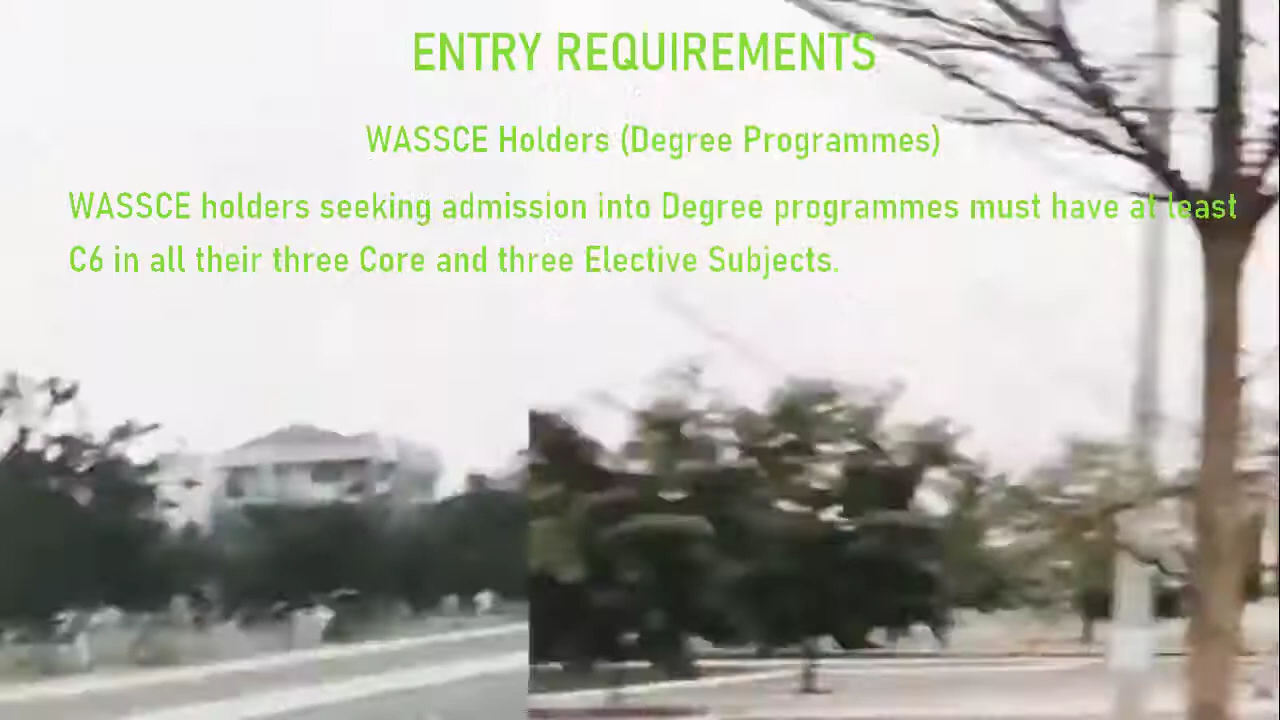 ENTRY REQUIREMENTS
WASSCE Holders (Degree Programmes)
WASSCE holders seeking admission into Degree programmes must have at least
C6 in all their three Core and three Elective Subjects.